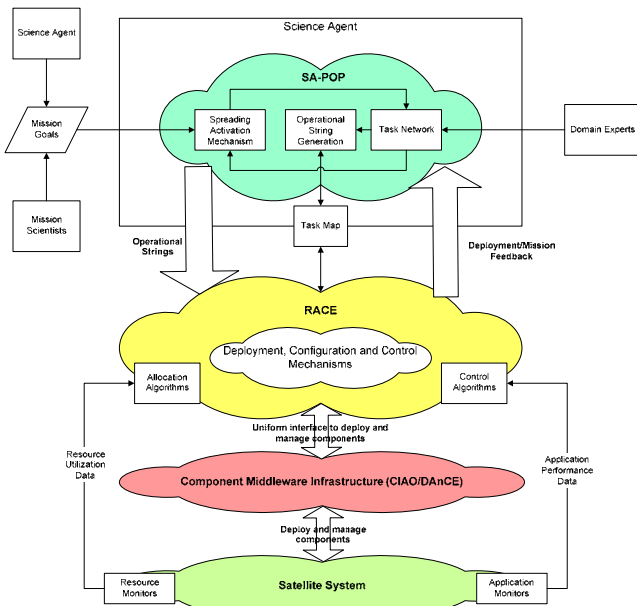 Science Agent
Science Agent
SA-POP
Mission
Goals
Spreading
Activation
Mechanism
Operational
String
Generation
Task Network
Domain Experts
Mission
Scientists
Task Map
Operational
Strings
Deployment/Mission
Feedback
RACE
Deployment, Configuration and Control
Mechanisms
Allocation
Algorithms
Control
Algorithms
Uniform interface to deploy and
manage components
Resource
Utilization
Data
Application
Performance
Data
Component Middleware Infrastructure (CIAO/DAnCE)
Deploy and manage
components
Resource
Monitors
Satellite System
Application
Monitors